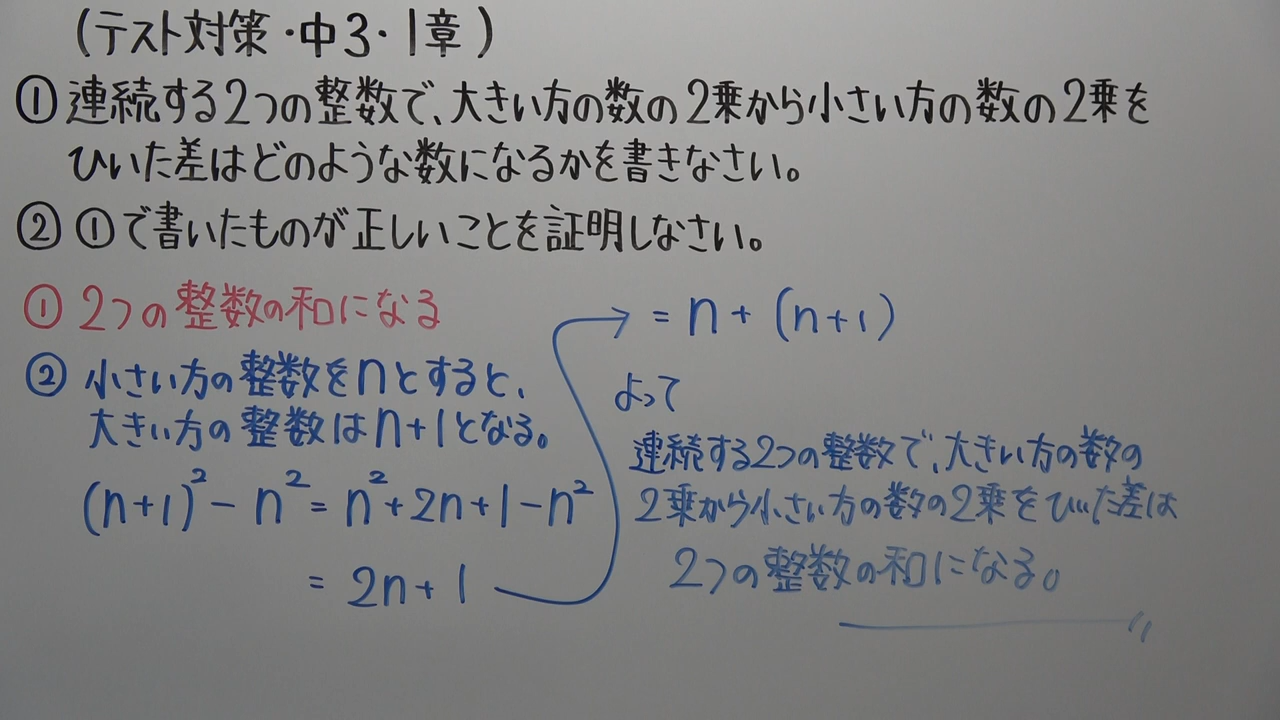 (テスト対策・中3・1章)
① 連続する2つの整数で、大きい方の数の2乗から小さい方の数の2乗を
ひいた差はどのような数になるかを書きなさい。
② ①で書いたものが正しいことを証明しなさい。
① 2つの整数の和になる
② 小さい方の整数をnとすると、
大きい方の整数はn+1となる。
(n+1)² - n² = n²+2n+1-n²
= 2n+1
= n + (n+1)
よって
連続する2つの整数で、大きい方の数の
2乗から小さい方の数の2乗をひいた差は
2つの整数の和になる。